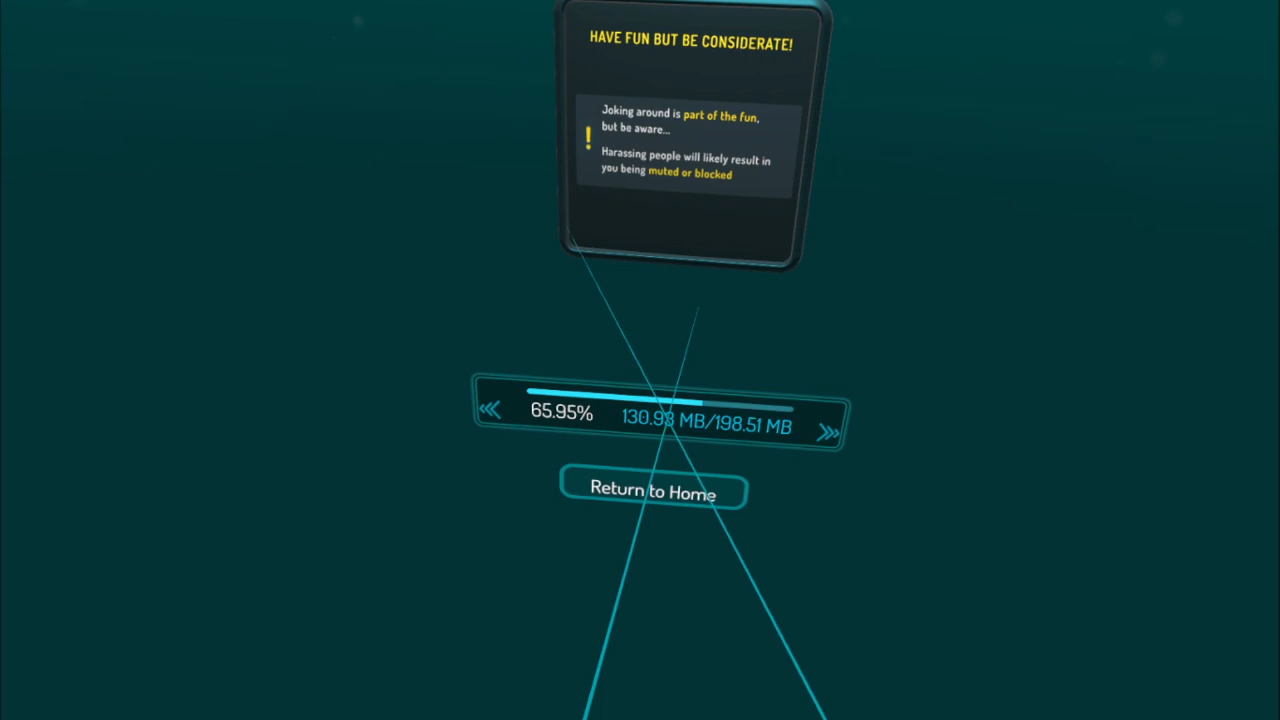 HAVE FUN BUT BE CONSIDERATE!
Joking around is part of the fun,
but be aware...
!
Harassing people will likely result in
you being muted or blocked
65.95% 130.93 MB/198.51 MB
Return to Home